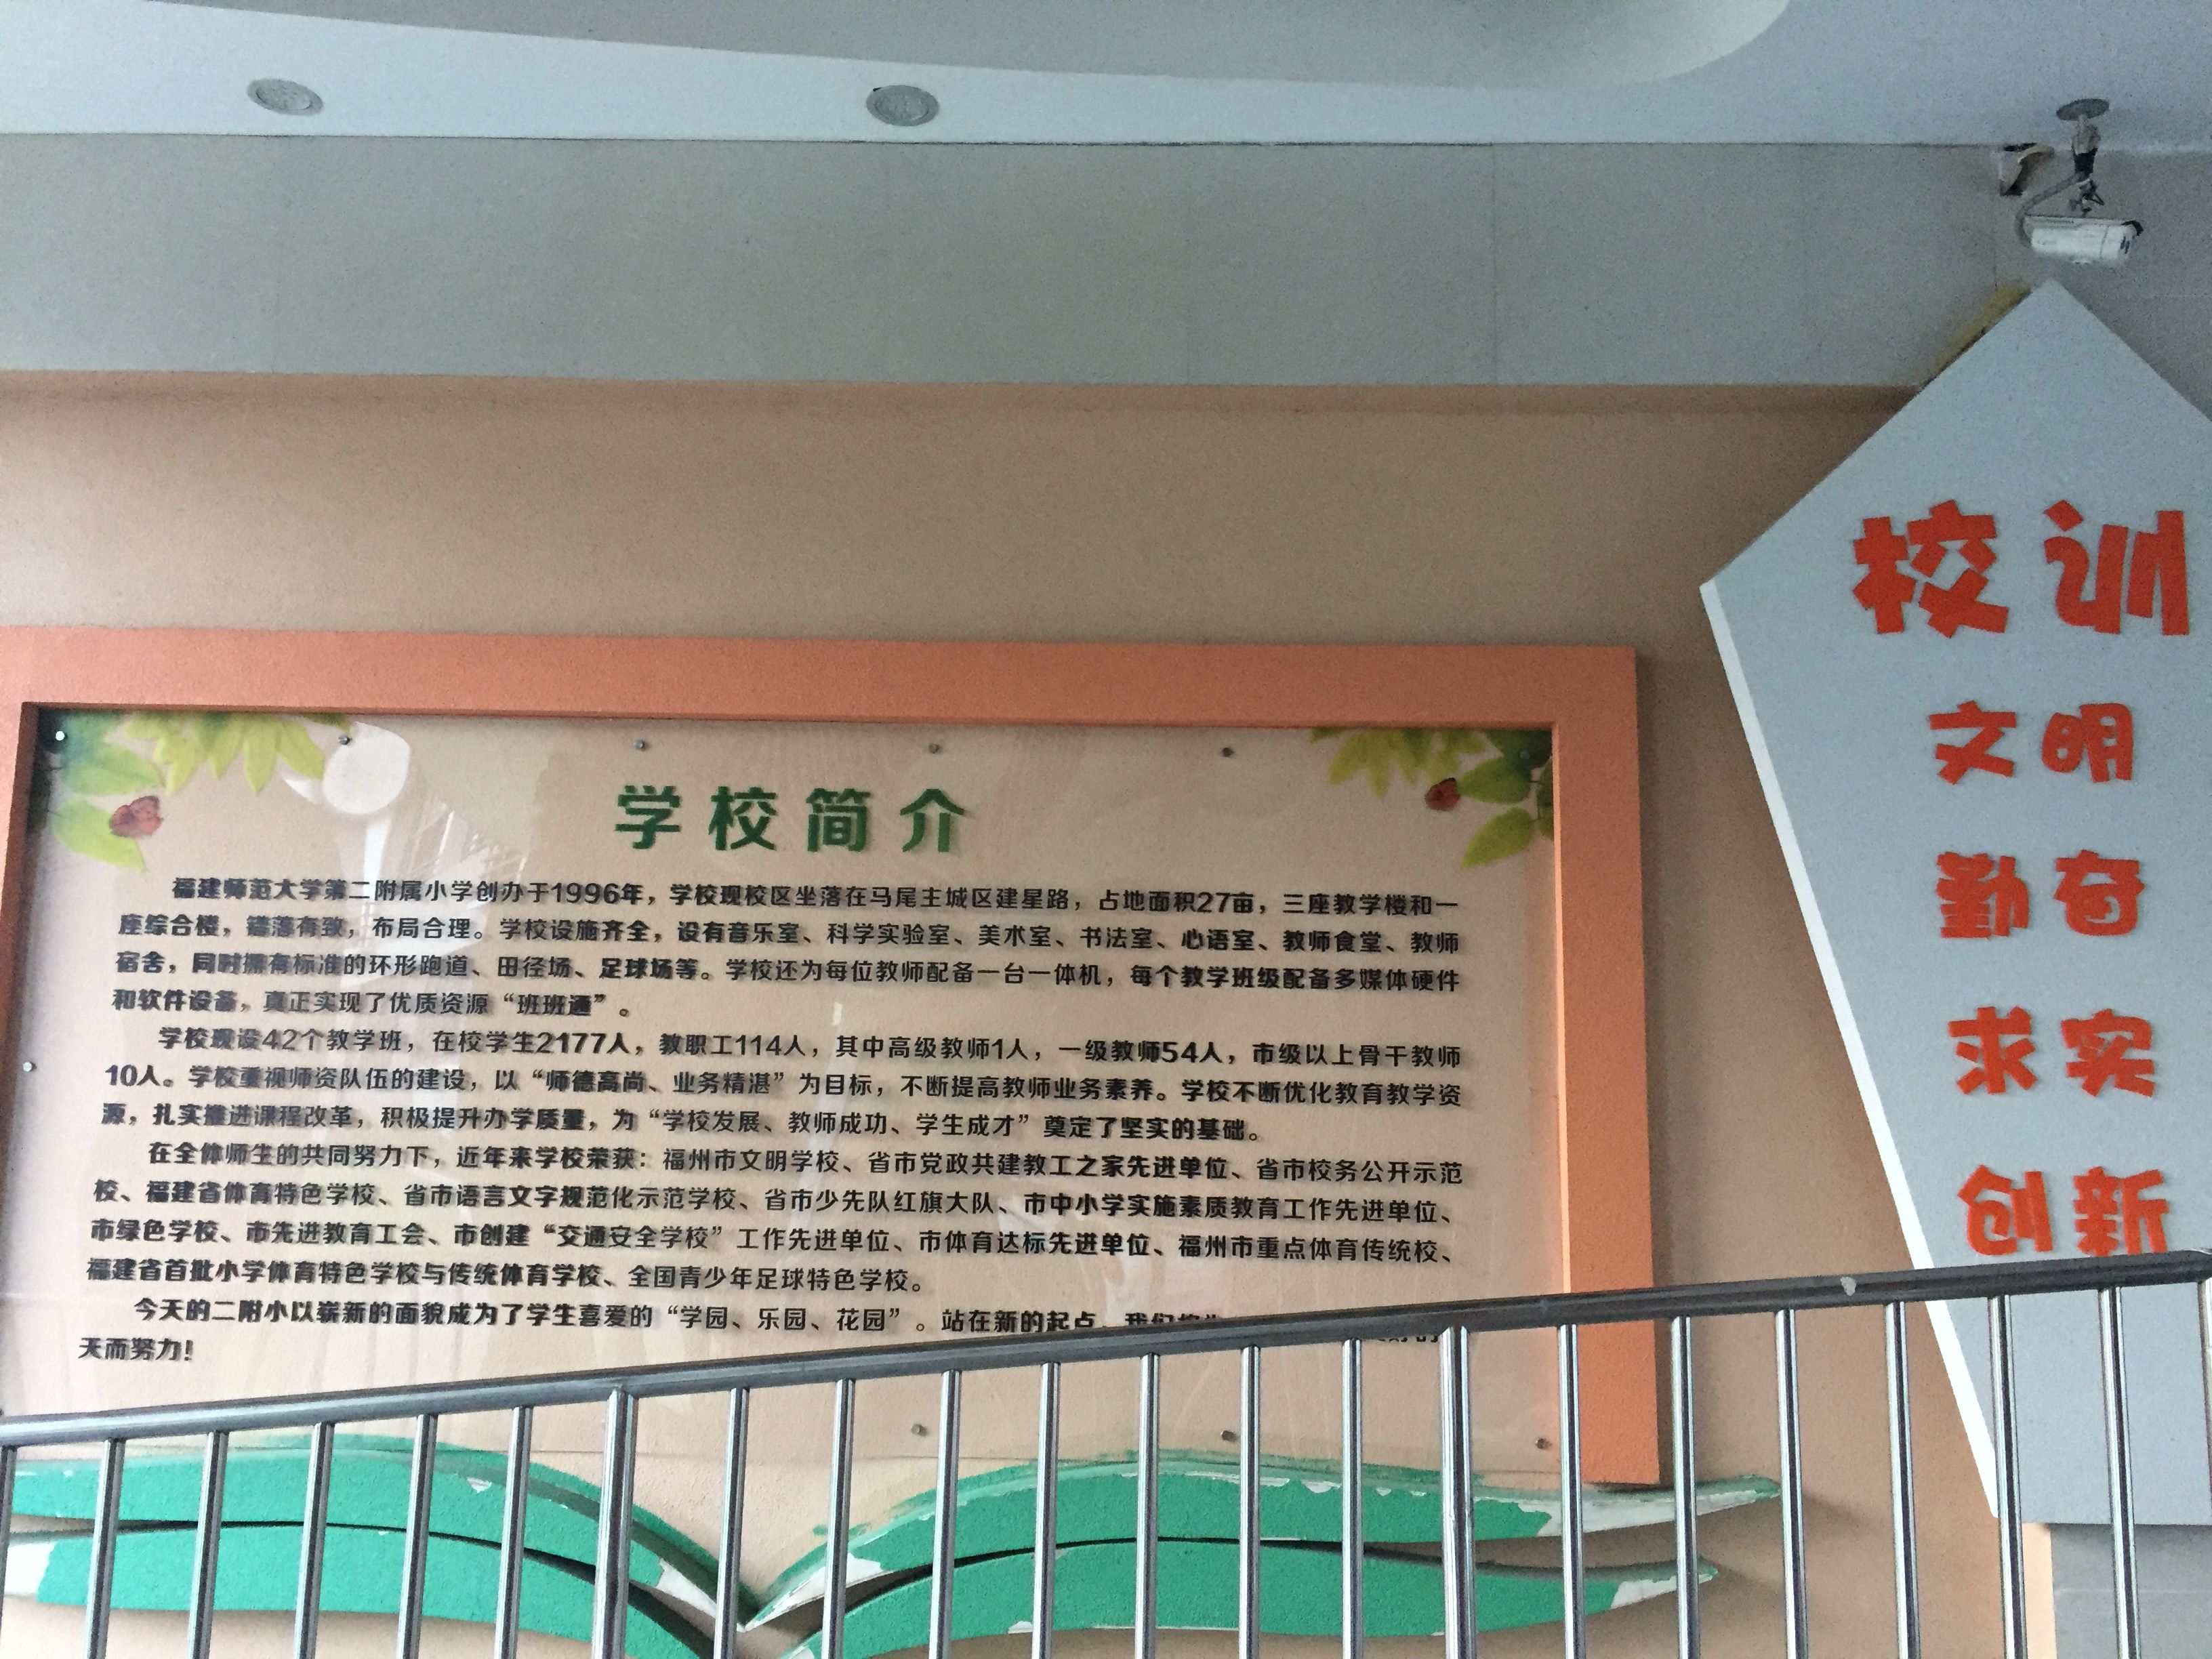 学校简介
福建师范大学第二附属小学创办于1996年，学校现校区坐落在马尾主城区建星路，占地面积27亩，三座教学楼和一
座综合楼，错落有致，布局合理。学校设施齐全，设有音乐室、科学实验室、美术室、书法室、心语室、教师食堂、教师
宿舍，同时拥有标准的环形跑道、田径场、足球场等。学校还为每位教师配备一台一体机，每个教学班级配备多媒体硬件
和软件设备，真正实现了优质资源“班班通”。
学校现设42个教学班，在校学生2177人，教职工114人，其中高级教师1人，一级教师54人，市级以上骨干教师
10人。学校重视师资队伍的建设，以“师德高尚、业务精湛”为目标，不断提高教师业务素养。学校不断优化教育教学资
源，扎实推进课程改革，积极提升办学质量，为“学校发展、教师成功、学生成才”奠定了坚实的基础。
在全体师生的共同努力下，近年来学校荣获：福州市文明学校、省市党政共建教工之家先进单位、省市校务公开示范
校、福建省体育特色学校、省市语言文字规范化示范学校、省市少先队红旗大队、市中小学实施素质教育工作先进单位、
市绿色学校、市先进教育工会、市创建“交通安全学校”工作先进单位、市体育达标先进单位、福州市重点体育传统校、
福建省首批小学体育特色学校与传统体育学校、全国青少年足球特色学校。
今天的二附小以崭新的面貌成为了学生喜爱的“学园、乐园、花园”。站在新的起点，我们
天而努力！
校训
文明
勤奋
求实
创新